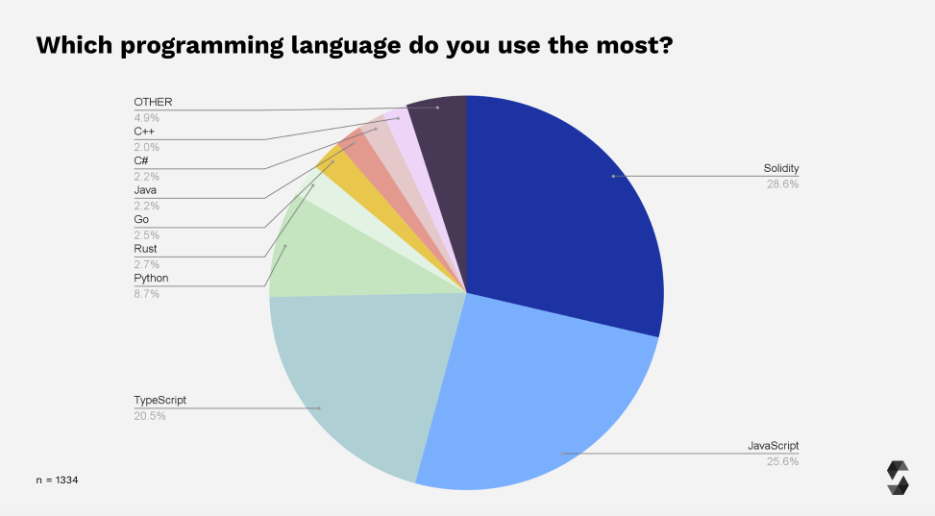 Which programming language do you use the most?
OTHER
4.9%
C++
2.0%
C#
2.2%
Java
2.2%
Go
2.5%
Rust
2.7%
Python
8.7%
TypeScript
20.5%
Solidity
28.6%
JavaScript
25.6%
n = 1334